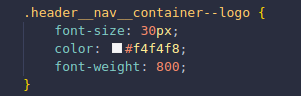 .header__nav__container--logo {
    font-size: 30px;
    color: #f4f4f8;
    font-weight: 800;
}